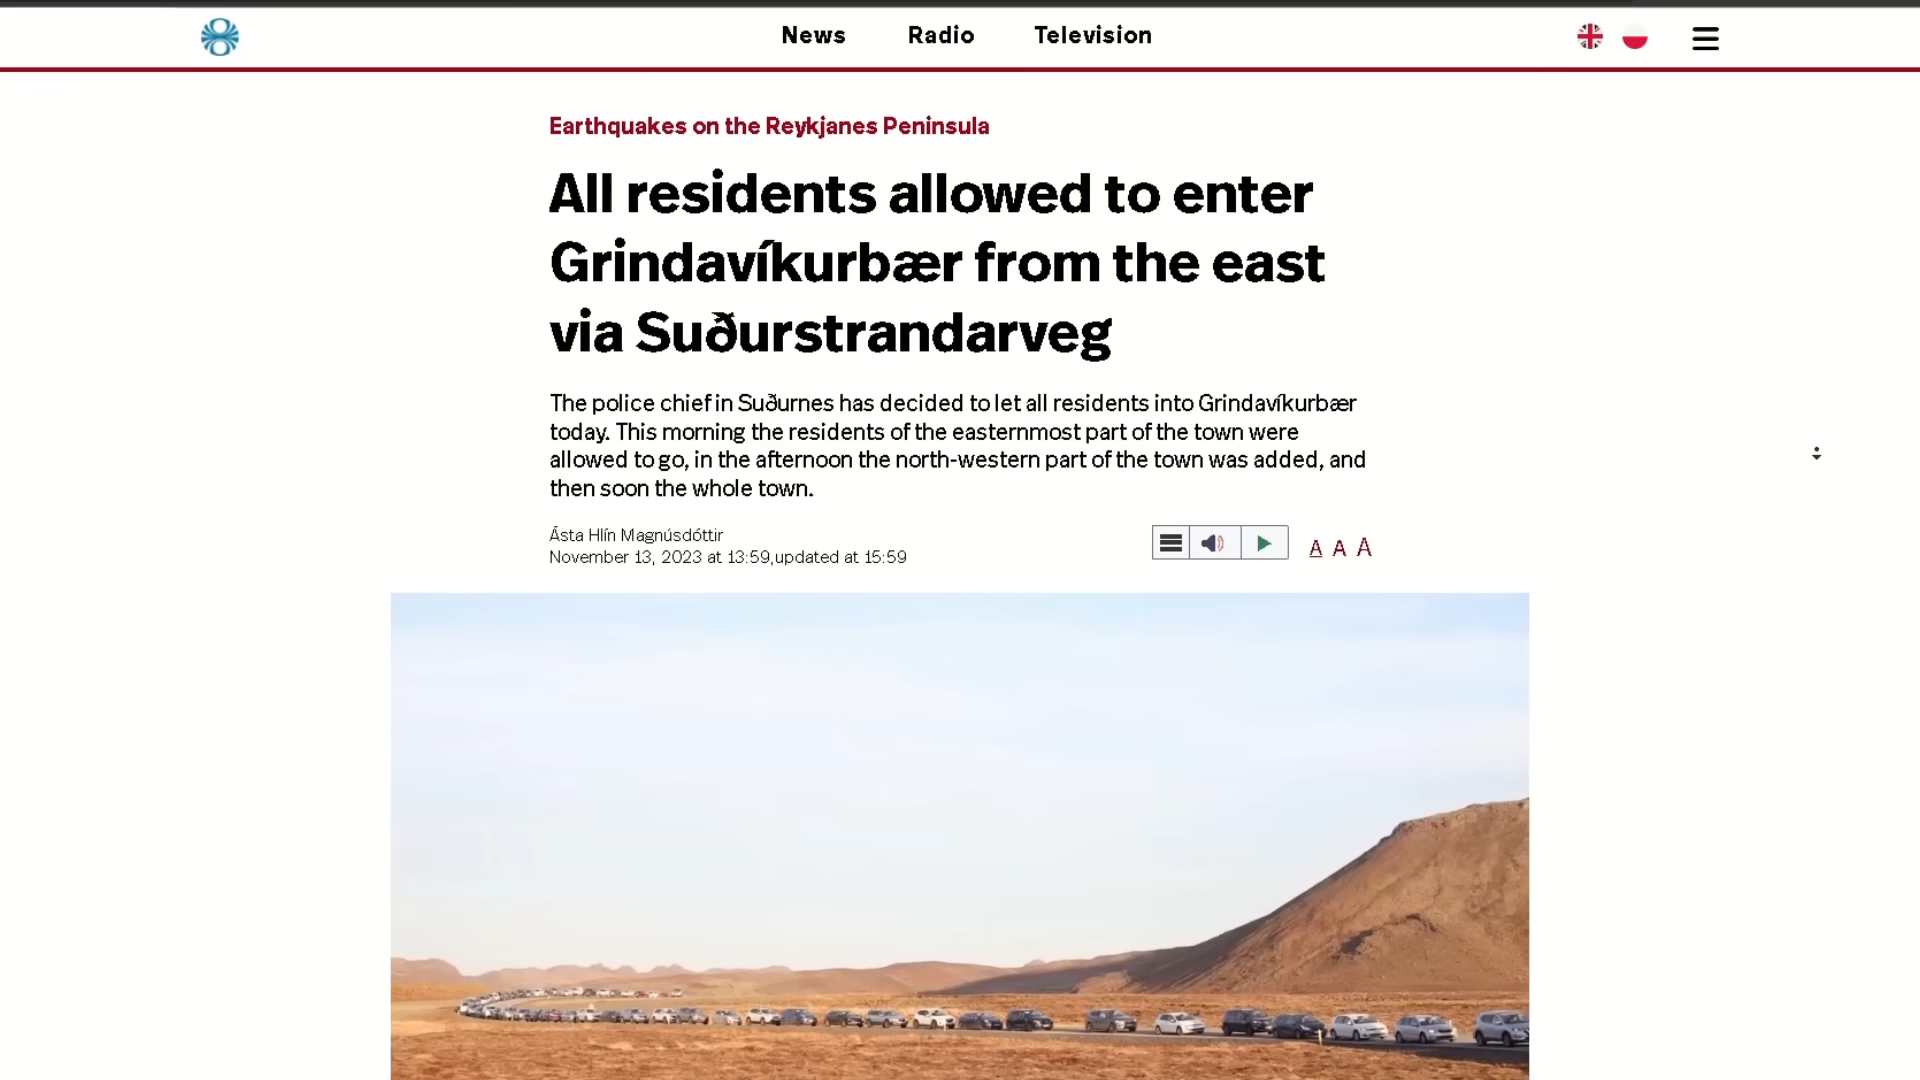 News Radio Television
Earthquakes on the Reykjanes Peninsula
All residents allowed to enter
Grindavíkurbær from the east
via Suðurstrandarveg
The police chief in Suðurnes has decided to let all residents into Grindavíkurbær
today. This morning the residents of the easternmost part of the town were
allowed to go, in the afternoon the north-western part of the town was added, and
then soon the whole town.
Ásta Hlín Magnúsdóttir
November 13, 2023 at 13:59,updated at 15:59
A A A